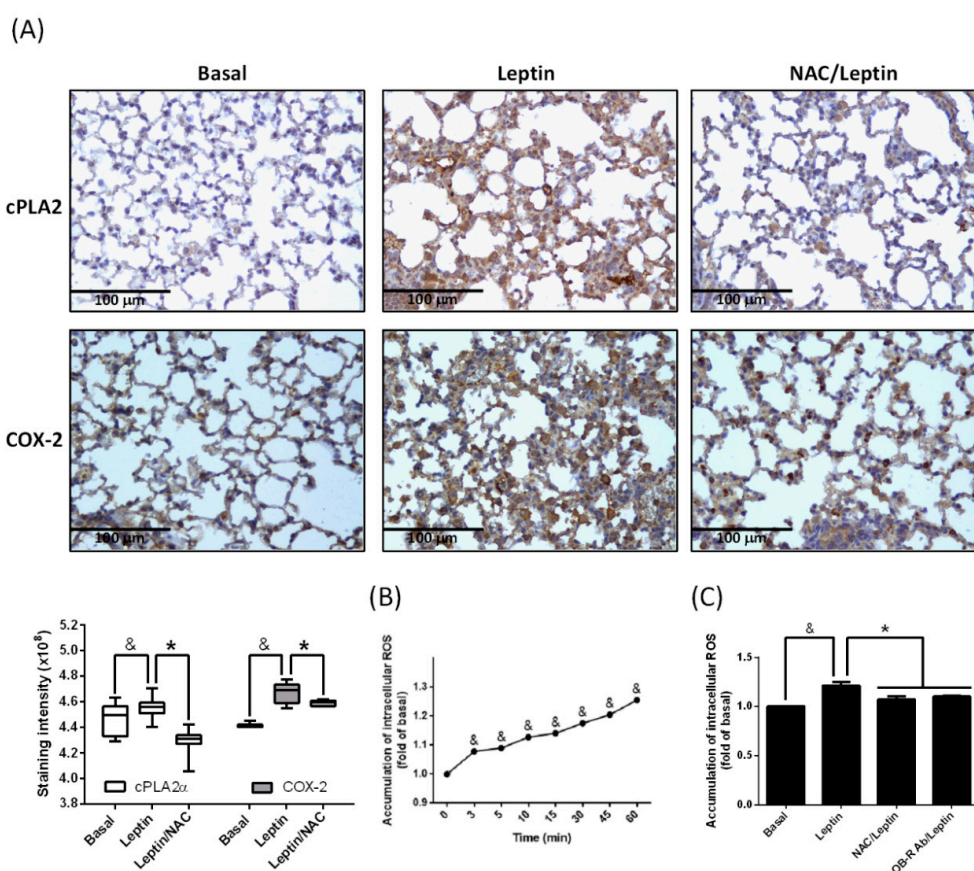 (A)
Basal
Leptin
NAC/Leptin
cPLA2
100 μm
100 μm
100 μm
COX-2
100 μm
100 μm
100 μm
Staining intensity (x10⁸)
5.2
5.0
4.8
4.6
4.4
4.2
4.0
3.8
&
*
&
*
cPLA2α
COX-2
Basal
Leptin
Leptin/NAC
Basal
Leptin
Leptin/NAC
(B)
Accumulation of intracellular ROS
(fold of basal)
1.3
1.2
1.1
1.0
0.9
&
&
&
&
&
&
&
0
3
5
10
15
30
45
60
Time (min)
(C)
Accumulation of intracellular ROS
(fold of basal)
1.5
1.0
0.5
0.0
&
*
Basal
Leptin
NAC/Leptin
OB-R Ab/Leptin